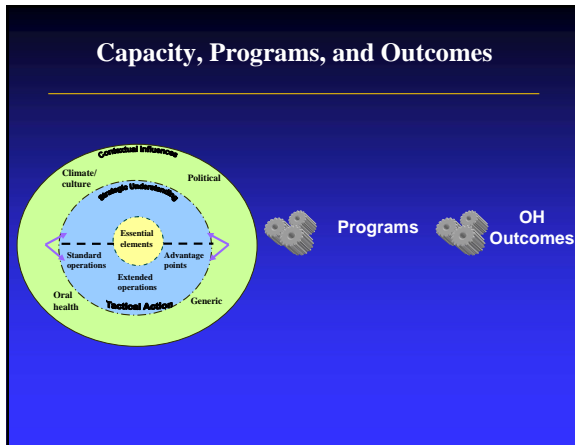 Capacity, Programs, and Outcomes
Contextual Influences
Climate/
culture
Political
Strategic Understanding
Essential
elements
Standard
operations
Advantage
points
Extended
operations
Oral
health
Tactical Action
Generic
Programs
OH
Outcomes